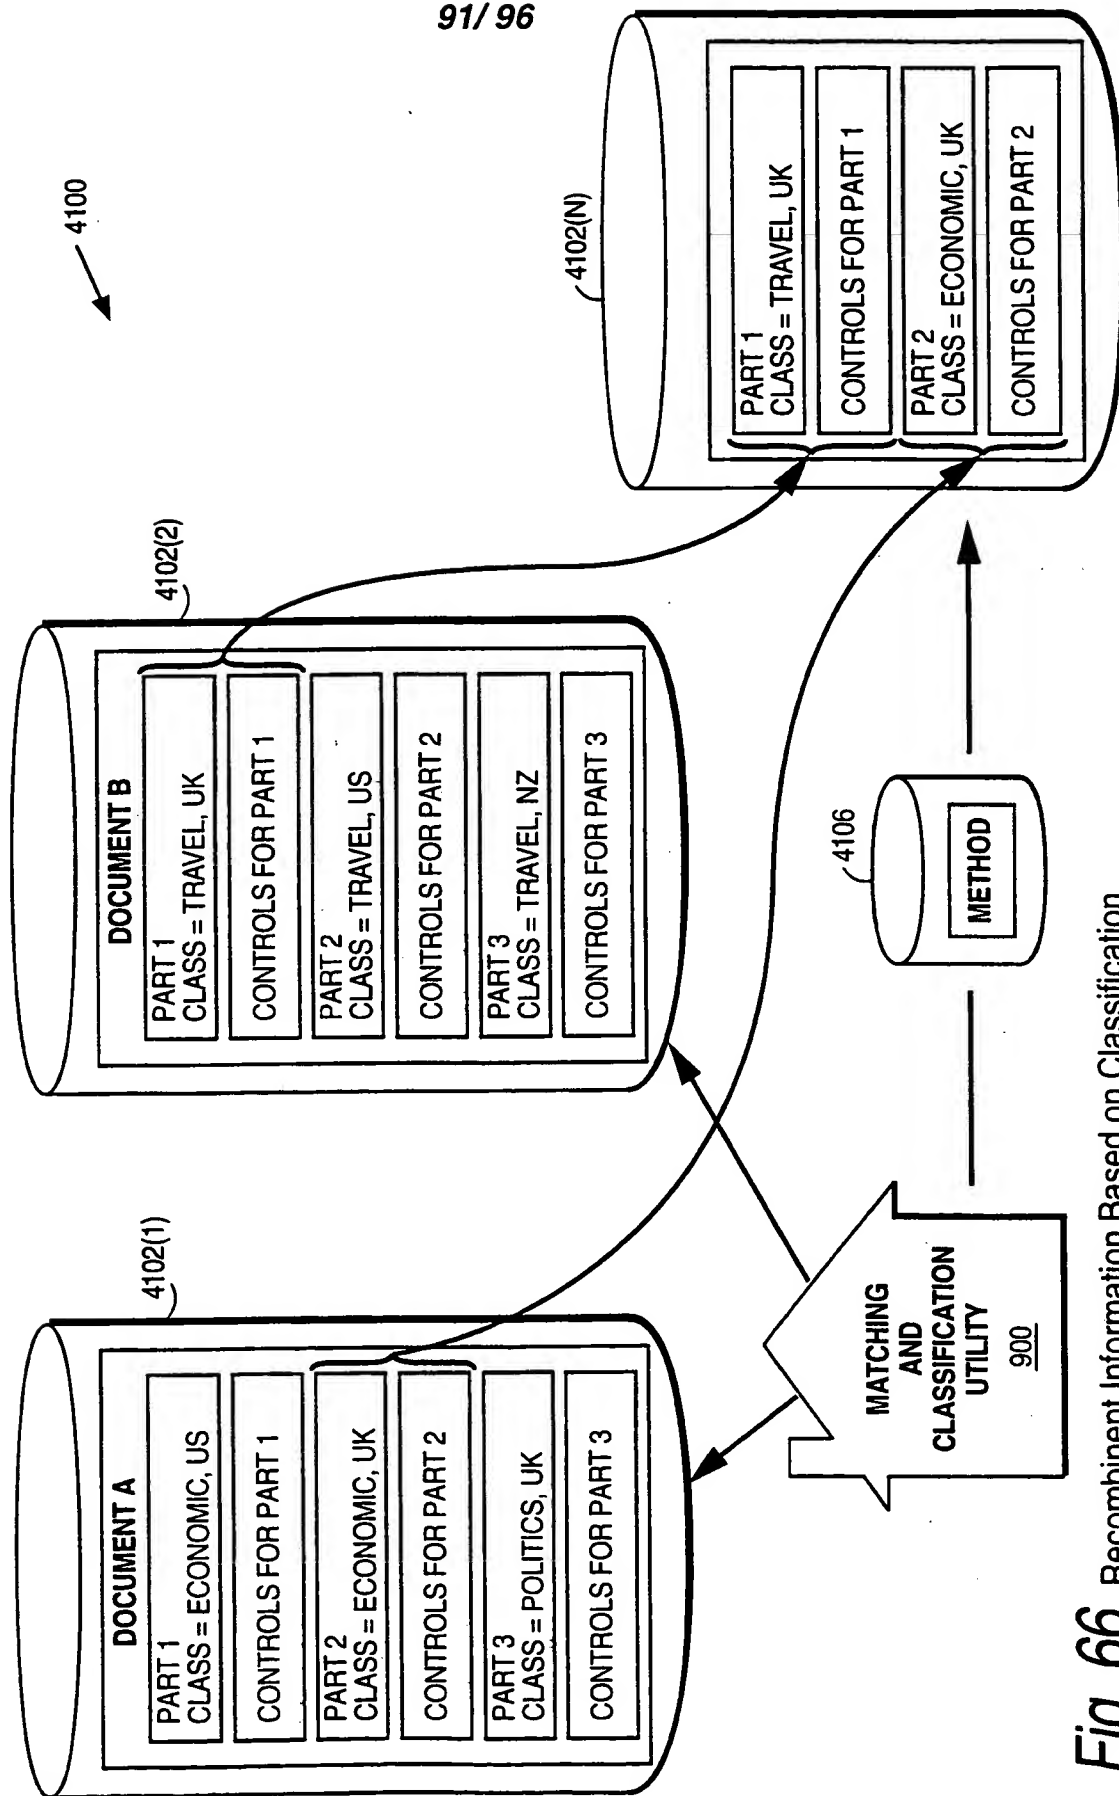 91/ 96
4100
4102(1)
DOCUMENT A
PART 1
CLASS = ECONOMIC, US
CONTROLS FOR PART 1
PART 2
CLASS = ECONOMIC, UK
CONTROLS FOR PART 2
PART 3
CLASS = POLITICS, UK
CONTROLS FOR PART 3
4102(2)
DOCUMENT B
PART 1
CLASS = TRAVEL, UK
CONTROLS FOR PART 1
PART 2
CLASS = TRAVEL, US
CONTROLS FOR PART 2
PART 3
CLASS = TRAVEL, NZ
CONTROLS FOR PART 3
4102(N)
PART 1
CLASS = TRAVEL, UK
CONTROLS FOR PART 1
PART 2
CLASS = ECONOMIC, UK
CONTROLS FOR PART 2
MATCHING
AND
CLASSIFICATION
UTILITY
900
4106
METHOD
Fig. 66 Recombinent Information Based on Classification